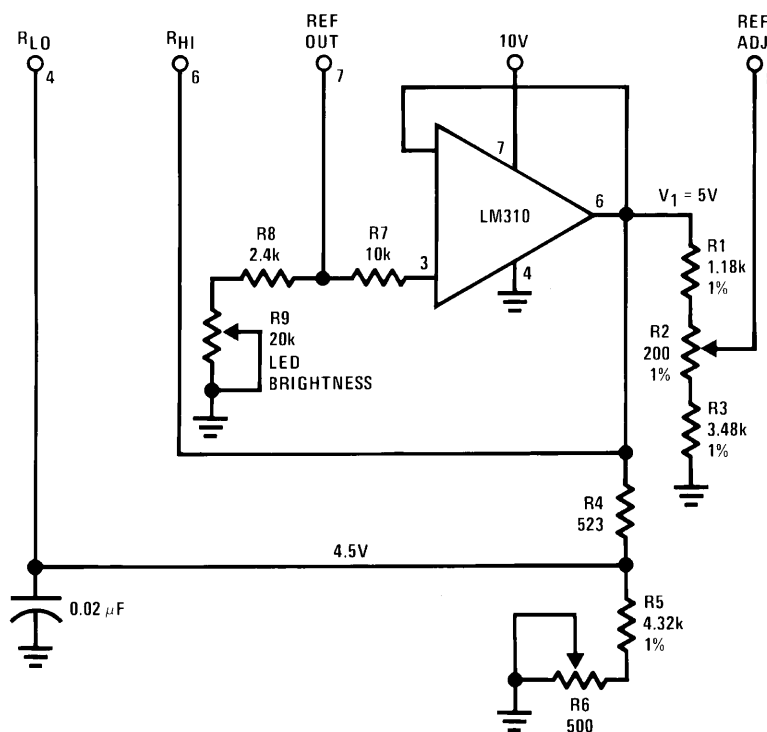 R_LO
4
R_HI
6
REF
OUT
7
10V
REF
ADJ
7
LM310
6
V₁ = 5V
3
4
R8
2.4k
R7
10k
R9
20k
LED
BRIGHTNESS
R1
1.18k
1%
R2
200
1%
R3
3.48k
1%
R4
523
4.5V
0.02 μF
R5
4.32k
1%
R6
500